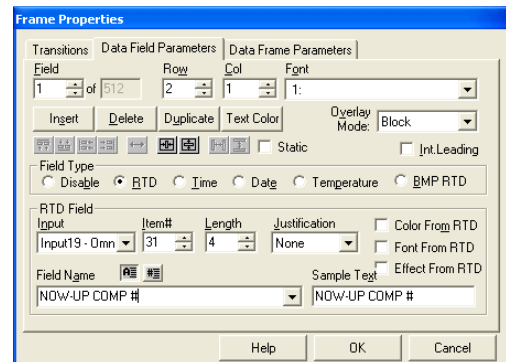 Frame Properties
Transitions Data Field Parameters Data Frame Parameters
Field Row Col Font
1 of 512 2 1 1:
Insert Delete Duplicate Text Color Overlay Mode: Block
Static Int.Leading
Field Type
Disable RTD Time Date Temperature BMP RTD
RTD Field
Input Item# Length Justification Color From RTD
Input19 - Omn 31 4 None Font From RTD
Effect From RTD
Field Name Sample Text
NOW-UP COMP # NOW-UP COMP #
Help OK Cancel